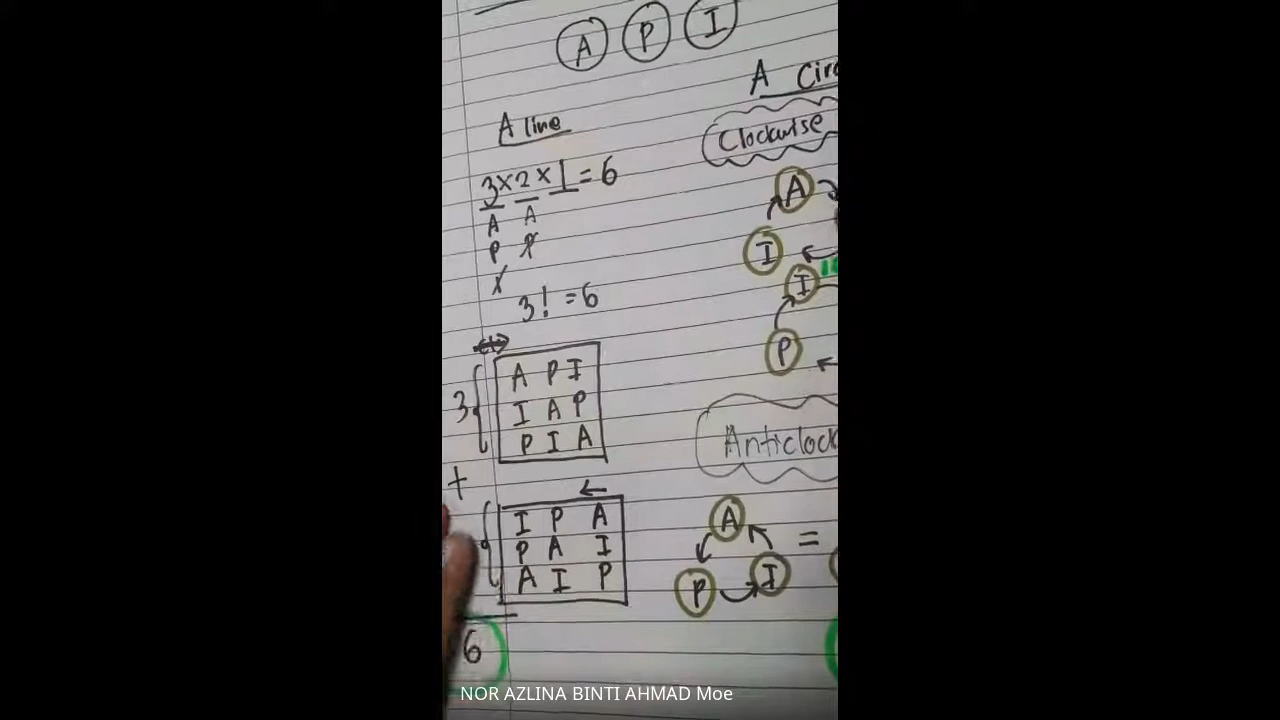 A P I
A line
3×2×1=6
A A
P P
I
3! =6
3
A P I
I A P
P I A
+
I P A
P A I
A I P
6
A Circ
Clockwise
A
I
I
P
Anticlock
A
P I =
NOR AZLINA BINTI AHMAD Moe